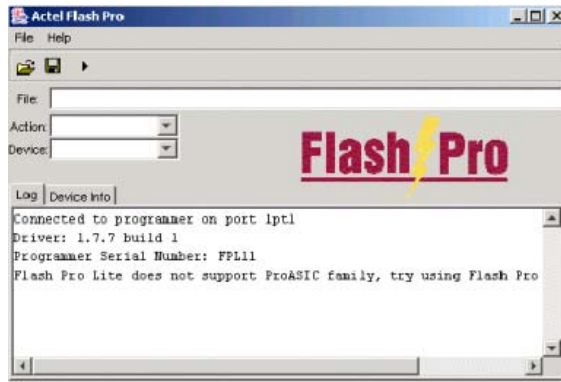 Actel Flash Pro
File Help
File:
Action:
Device:
Flash Pro
Log Device Info
Connected to programmer on port lpt1
Driver: 1.7.7 build 1
Programmer Serial Number: FPL11
Flash Pro Lite does not support ProASIC family, try using Flash Pro